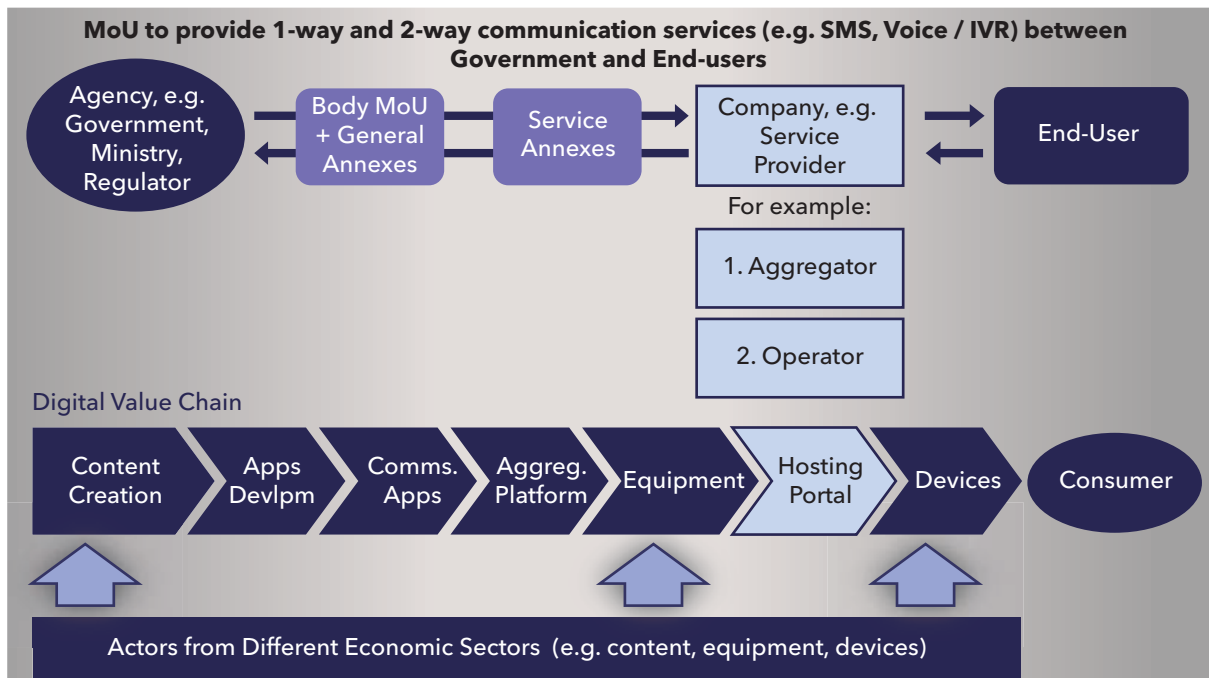 MoU to provide 1-way and 2-way communication services (e.g. SMS, Voice / IVR) between
Government and End-users
Agency, e.g.
Government,
Ministry,
Regulator
Body MoU
+ General
Annexes
Service
Annexes
Company, e.g.
Service
Provider
End-User
For example:
1. Aggregator
2. Operator
Digital Value Chain
Content
Creation
Apps
Devlpm
Comms.
Apps
Aggreg.
Platform
Equipment
Hosting
Portal
Devices
Consumer
Actors from Different Economic Sectors (e.g. content, equipment, devices)